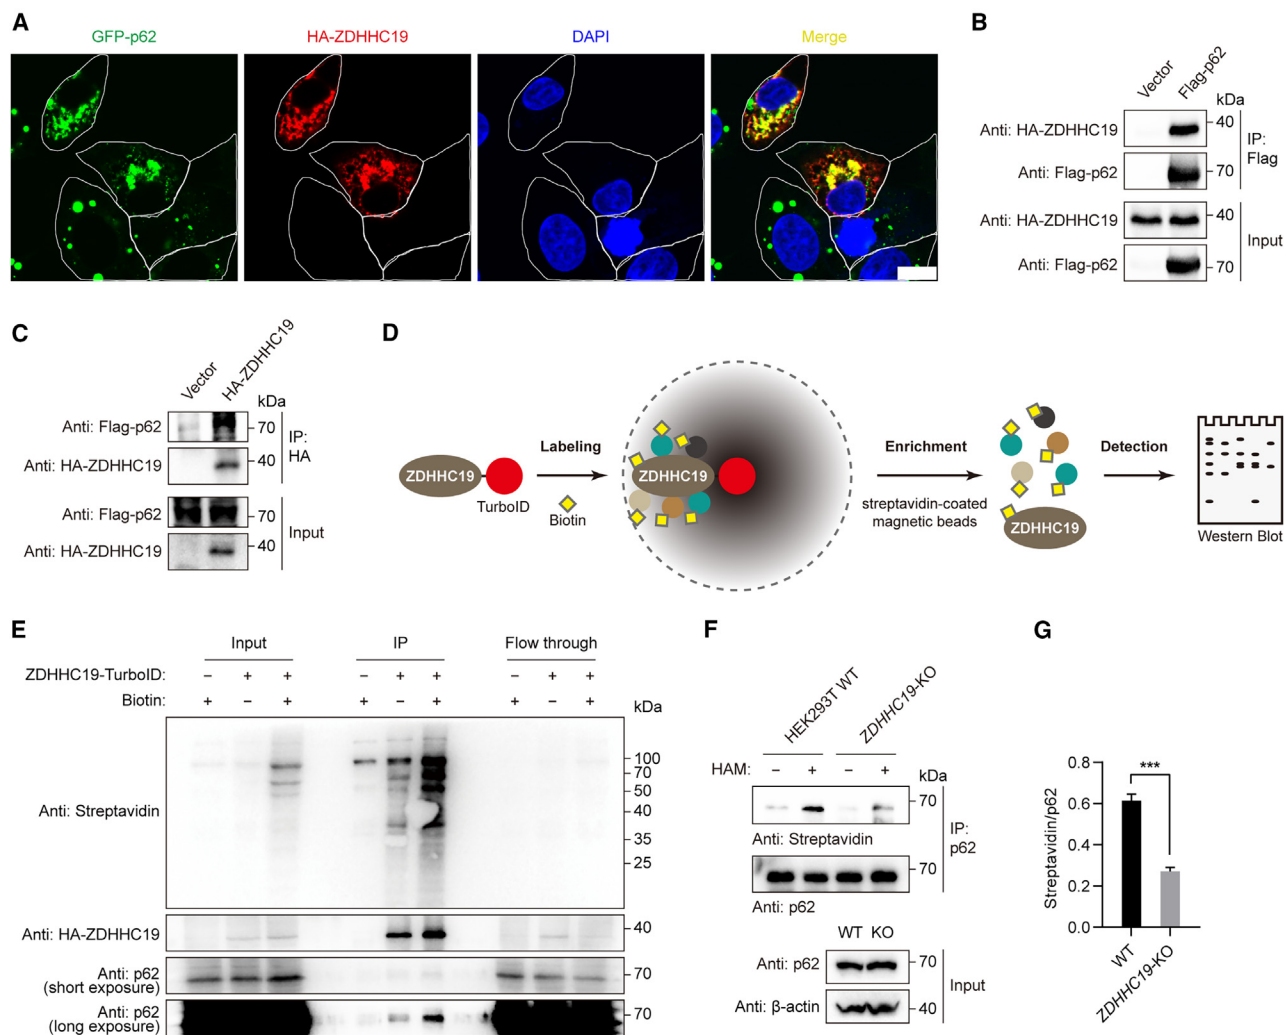 A
GFP-p62
HA-ZDHHC19
DAPI
Merge
B
Vector
Flag-p62
kDa
Anti: HA-ZDHHC19
40
Anti: Flag-p62
70
IP:
Flag
Anti: HA-ZDHHC19
40
Anti: Flag-p62
70
Input
C
Vector
HA-ZDHHC19
kDa
Anti: Flag-p62
70
Anti: HA-ZDHHC19
40
IP:
HA
Anti: Flag-p62
70
Anti: HA-ZDHHC19
40
Input
D
ZDHHC19
TurboID
Labeling
Biotin
ZDHHC19
Enrichment
streptavidin-coated
magnetic beads
ZDHHC19
Detection
Western Blot
E
Input
IP
Flow through
ZDHHC19-TurboID: − + + − + + − + +
Biotin: + − + + − + + − +
kDa
Anti: Streptavidin
100
70
50
40
35
25
Anti: HA-ZDHHC19
40
Anti: p62
(short exposure)
70
Anti: p62
(long exposure)
70
F
HEK293T WT
ZDHHC19-KO
HAM: − + − +
kDa
70
Anti: Streptavidin
70
Anti: p62
IP:
p62
WT KO
Anti: p62
70
Anti: β-actin
40
Input
G
Streptavidin/p62
0.8
0.6
0.4
0.2
0.0
***
WT
ZDHHC19-KO